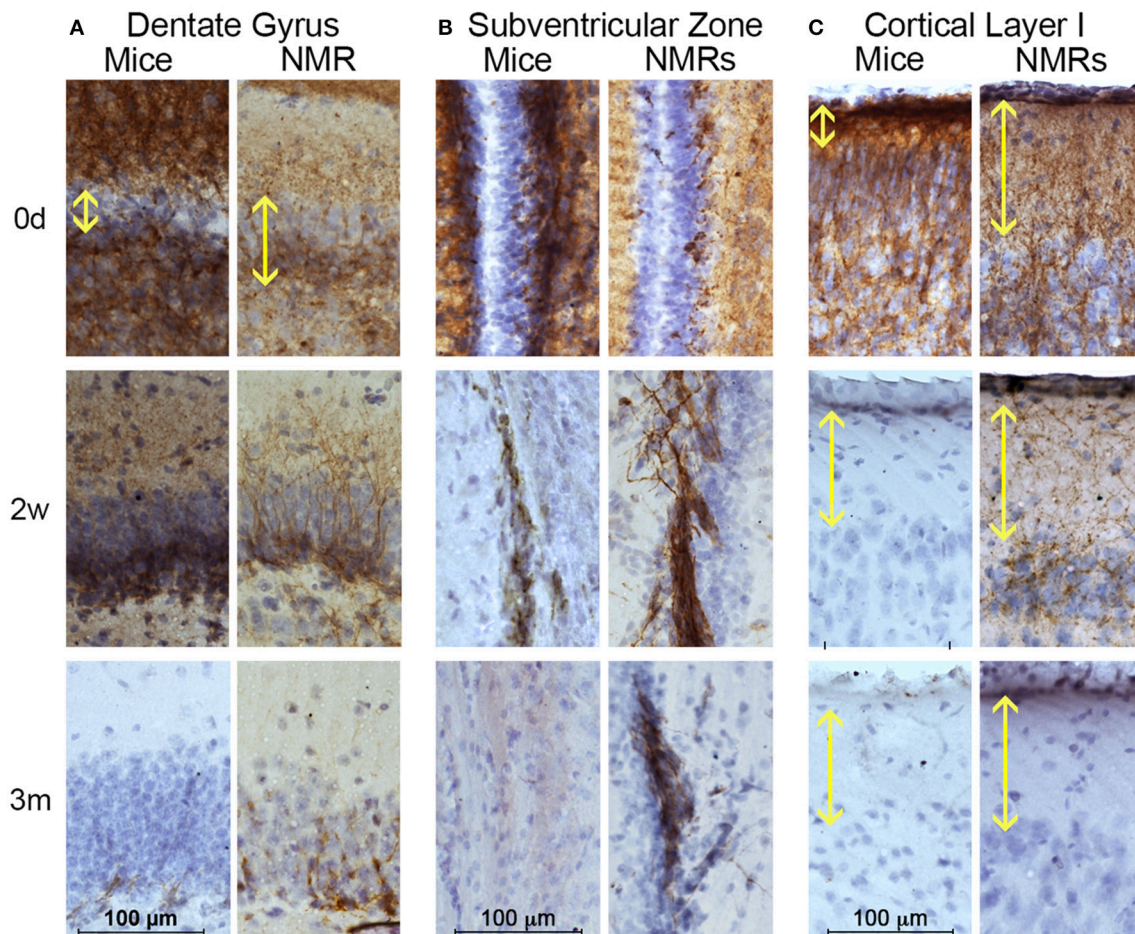 A Dentate Gyrus
Mice NMR
B Subventricular Zone
Mice NMRs
C Cortical Layer I
Mice NMRs
0d
2w
3m
100 µm
100 µm
100 µm